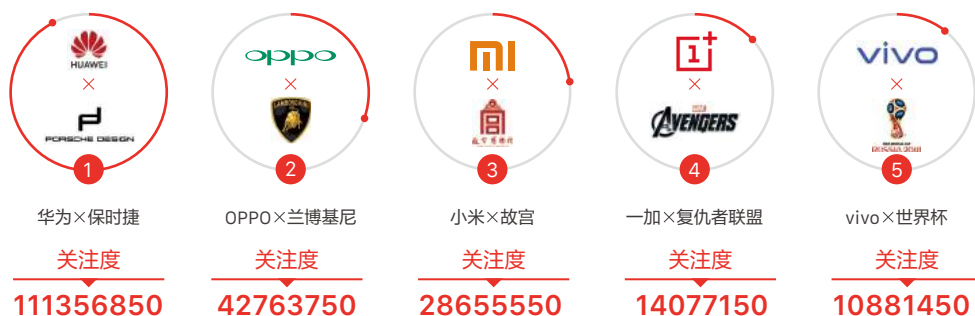 HUAWEI
PORSCHE DESIGN
1
华为×保时捷
关注度
111356850
oppo
LAMBORGHINI
2
OPPO×兰博基尼
关注度
42763750
mi
3
小米×故宫
关注度
28655550
1+
AVENGERS
4
一加×复仇者联盟
关注度
14077150
vivo
RUSSIA 2018
5
vivo×世界杯
关注度
10881450